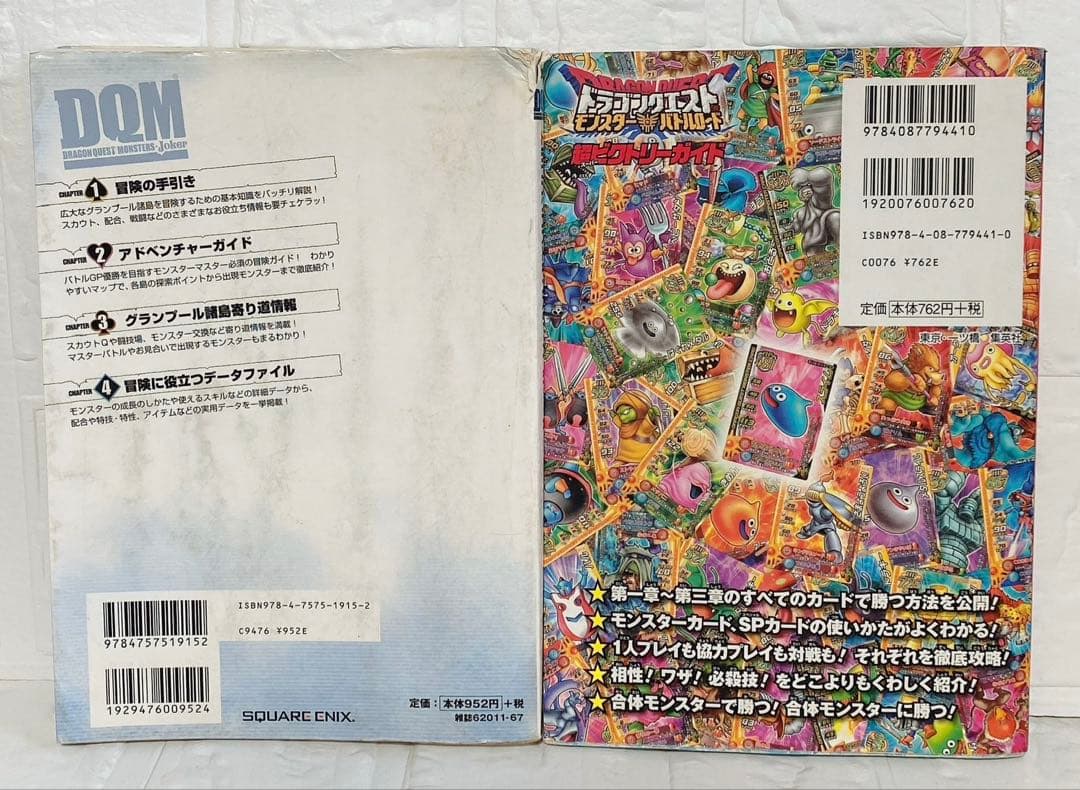 DQM
DRAGON QUEST MONSTERS・Joker
CHAPTER 1 冒険の手引き
広大なグランプール諸島を冒険するための基本知識をバッチリ解説！
スカウト、配合、戦闘などのさまざまなお役立ち情報も要チェケラッ！
CHAPTER 2 アドベンチャーガイド
バトルGP優勝を目指すモンスターマスター必須の冒険ガイド！ わかり
やすいマップで、各島の探索ポイントから出現モンスターまで徹底紹介！
CHAPTER 3 グランプール諸島寄り道情報
スカウトQや闘技場、モンスター交換など寄り道情報を満載！
マスターバトルやお見合いで出現するモンスターもまるわかり！
CHAPTER 4 冒険に役立つデータファイル
モンスターの成長のしかたや使えるスキルなどの詳細データから、
配合や特技・特性、アイテムなどの実用データを一挙掲載！
ISBN978-4-7575-1915-2
C9476 ¥952E
9784757519152
1929476009524
SQUARE ENIX.
定価：本体952円+税
雑誌62011-67
DRAGON QUEST
ドラゴンクエスト
モンスターバトルロード
超ビクトリーガイド
9784087794410
1920076007620
ISBN978-4-08-779441-0
C0076 ¥762E
定価 本体762円+税
東京・一ツ橋 集英社
★第一章～第二章のすべてのカードで勝つ方法を公開！
★モンスターカード、SPカードの使いかたがよくわかる！
★1人プレイも協力プレイも対戦も！ それぞれを徹底攻略！
★相性！ワザ！必殺技！をどこよりもくわしく紹介！
★合体モンスターで勝つ！合体モンスターに勝つ！